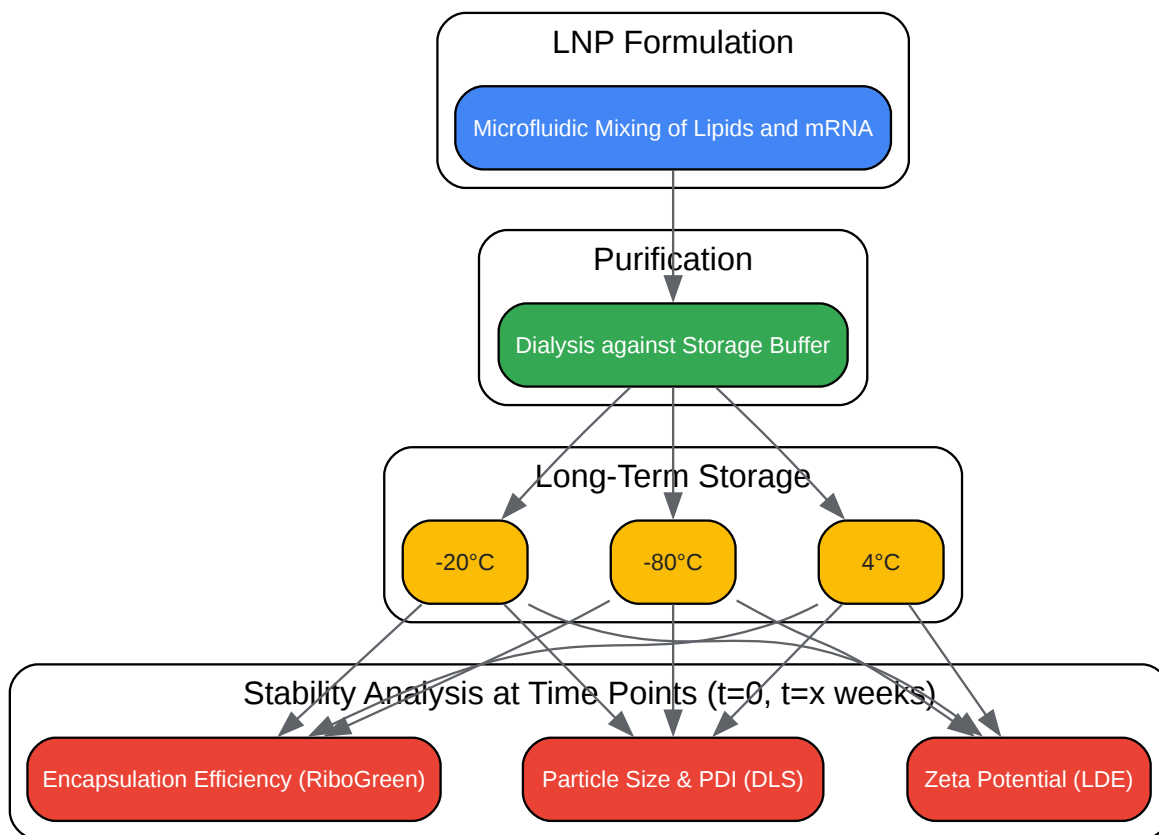 LNP Formulation
Microfluidic Mixing of Lipids and mRNA
Purification
Dialysis against Storage Buffer
Long-Term Storage
-20°C
-80°C
4°C
Stability Analysis at Time Points (t=0, t=x weeks)
Encapsulation Efficiency (RiboGreen)
Particle Size & PDI (DLS)
Zeta Potential (LDE)